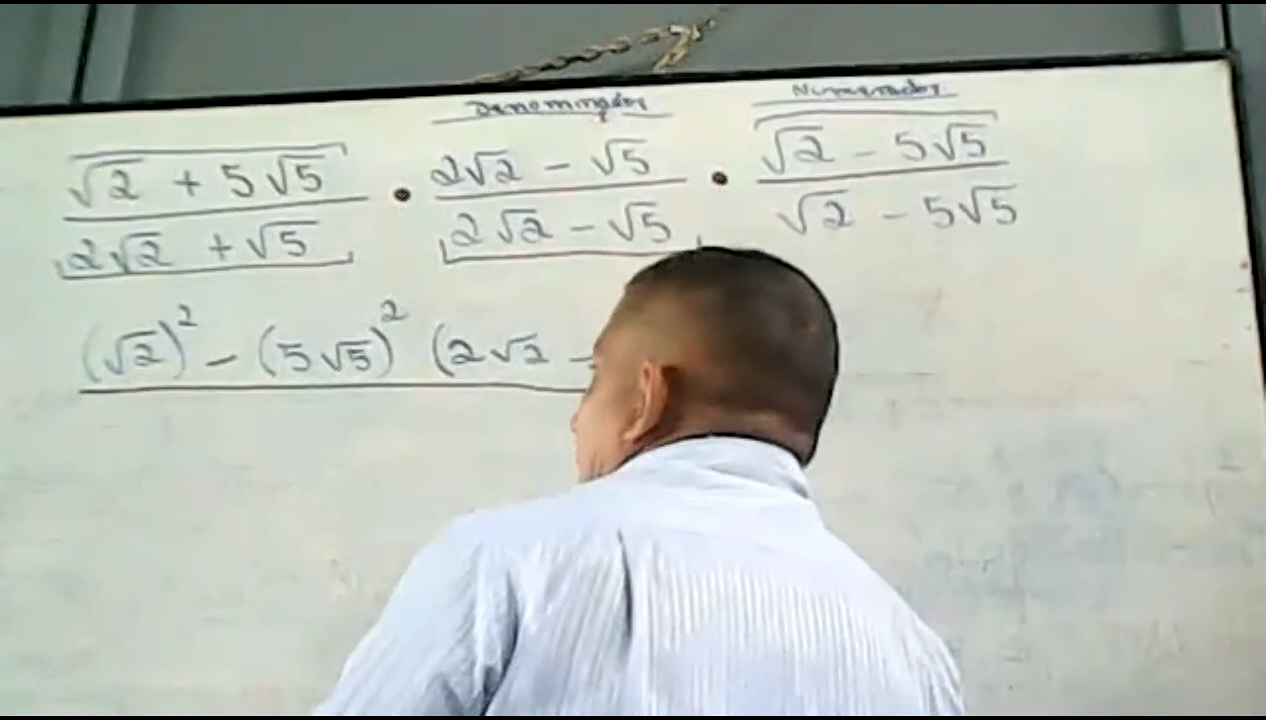 Denominador Numerador
√2 + 5√5 • 2√2 - √5 • √2 - 5√5
2√2 + √5 2√2 - √5 √2 - 5√5
(√2)² - (5√5)² (2√2 -